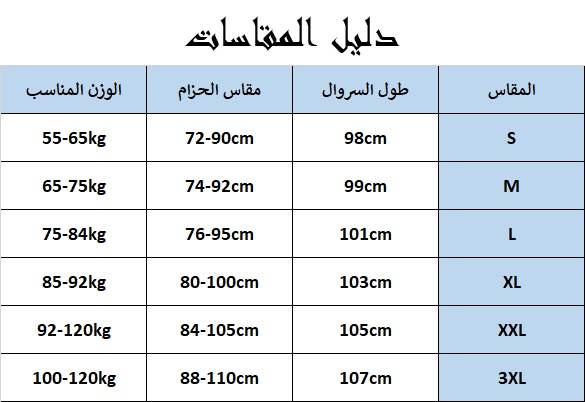 دليل المقاسات
المقاس طول السروال مقاس الحزام الوزن المناسب
S 98cm 72-90cm 55-65kg
M 99cm 74-92cm 65-75kg
L 101cm 76-95cm 75-84kg
XL 103cm 80-100cm 85-92kg
XXL 105cm 84-105cm 92-120kg
3XL 107cm 88-110cm 100-120kg